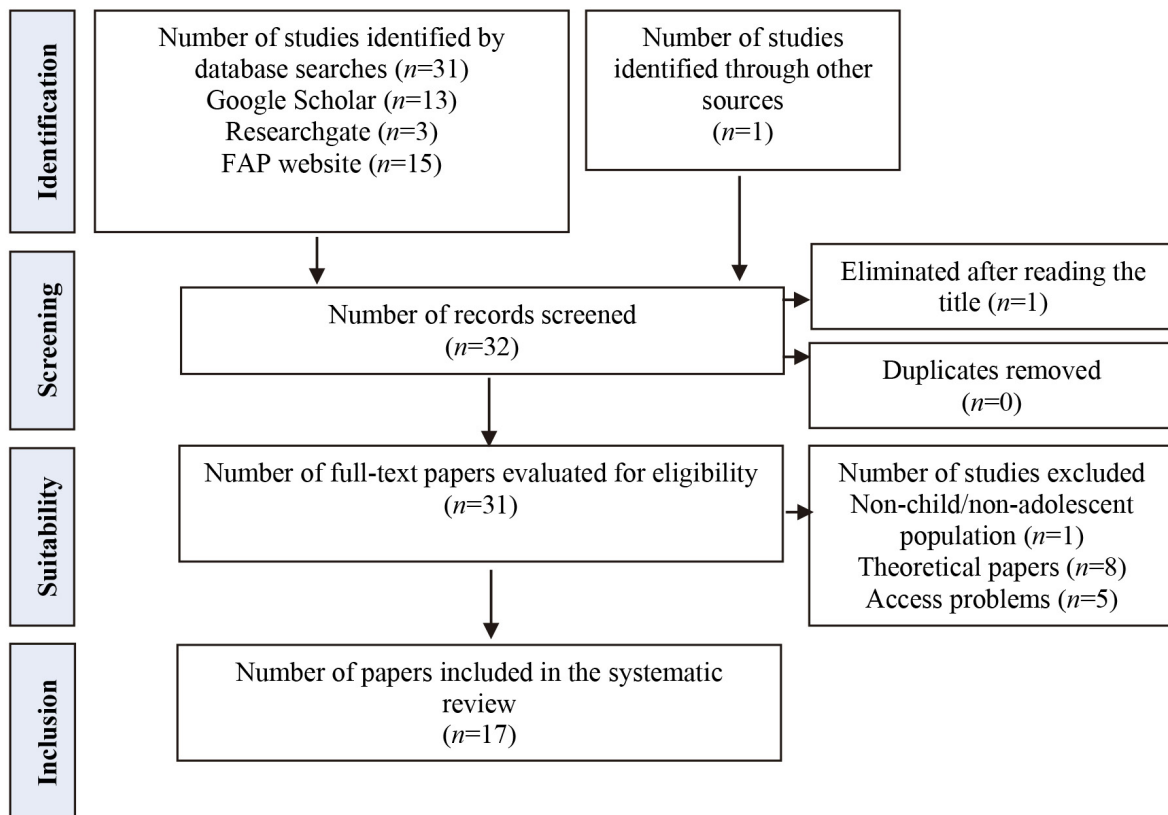 Identification
Number of studies identified by
database searches (n=31)
Google Scholar (n=13)
Researchgate (n=3)
FAP website (n=15)
Number of studies
identified through other
sources
(n=1)
Screening
Number of records screened
(n=32)
Eliminated after reading the
title (n=1)
Duplicates removed
(n=0)
Suitability
Number of full-text papers evaluated for eligibility
(n=31)
Number of studies excluded
Non-child/non-adolescent
population (n=1)
Theoretical papers (n=8)
Access problems (n=5)
Inclusion
Number of papers included in the systematic
review
(n=17)